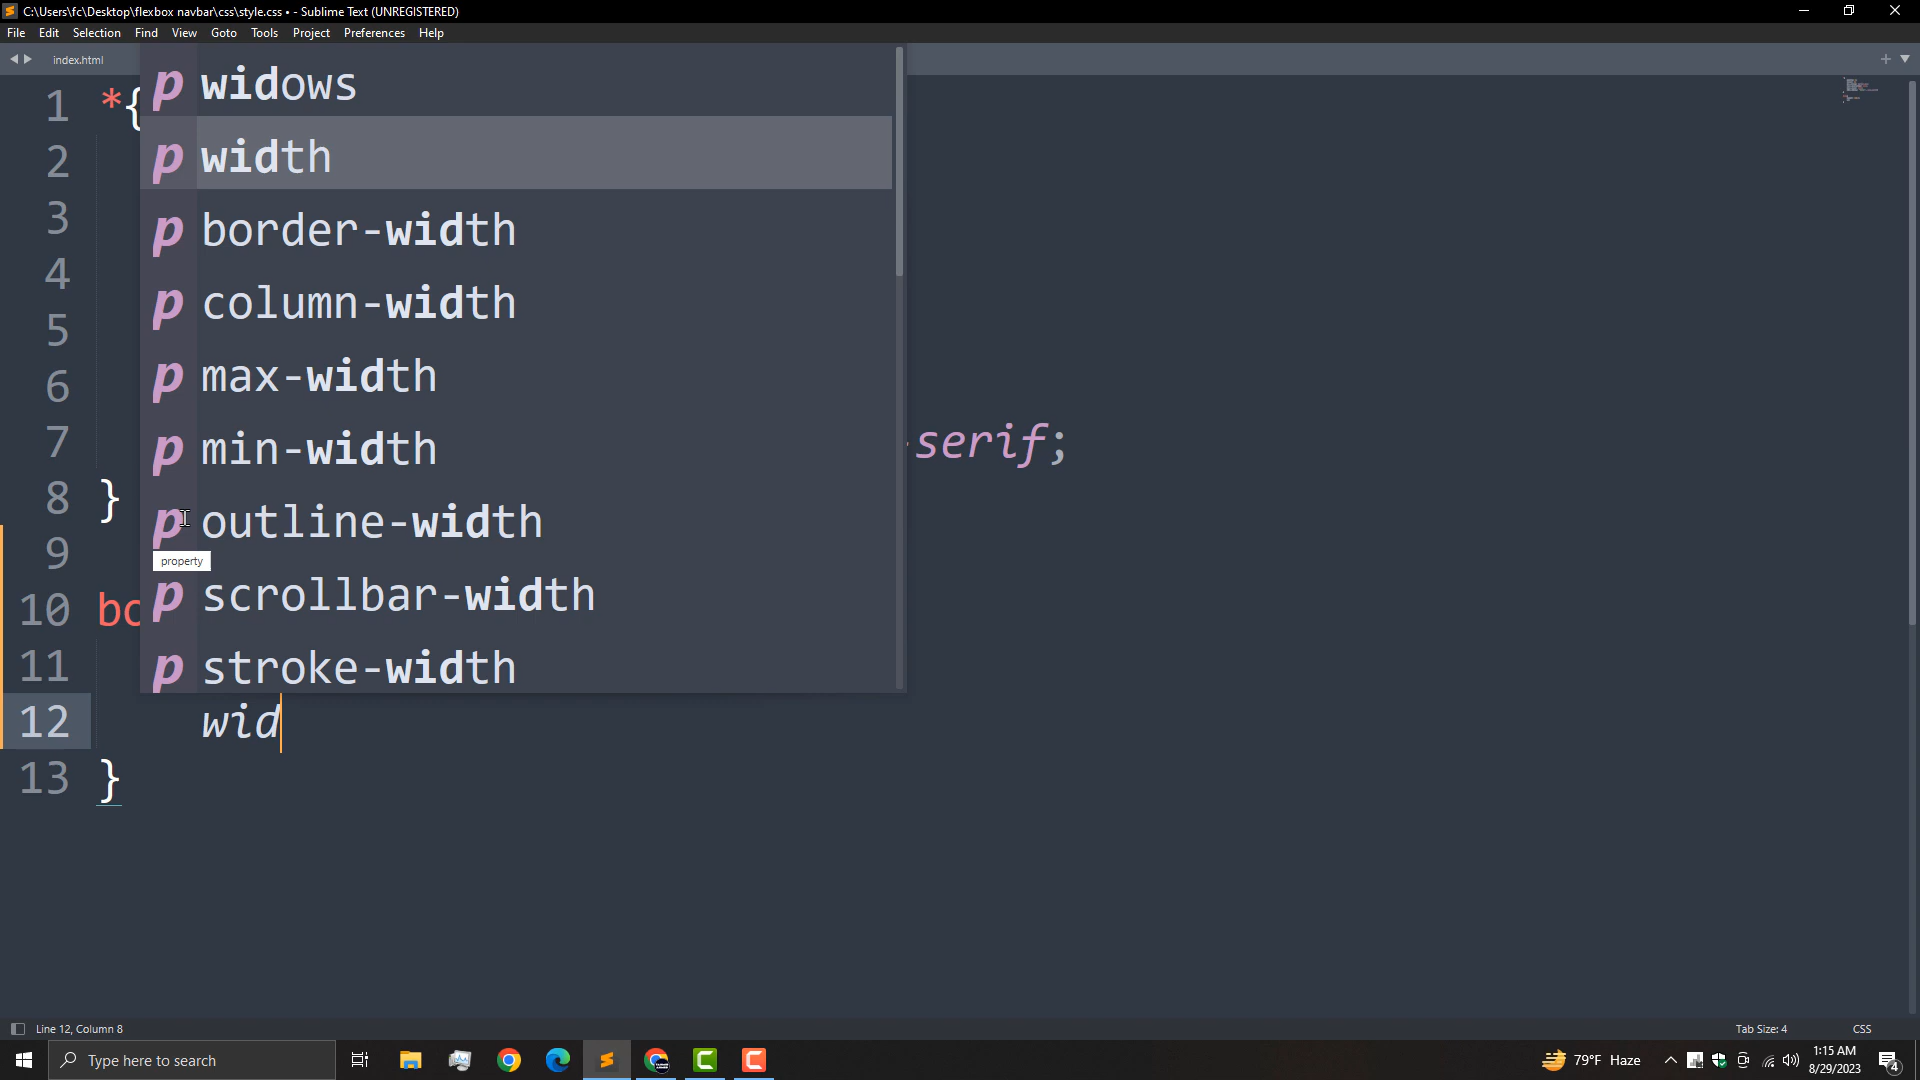 C:\Users\fc\Desktop\flexbox navbar\css\style.css • - Sublime Text (UNREGISTERED)
File Edit Selection Find View Goto Tools Project Preferences Help
index.html
1 *{
p widows
2
p width
3
p border-width
4
p column-width
5
p max-width
6
p min-width
7 -serif;
8 }
p outline-width
9
property
10 bo
p scrollbar-width
11
p stroke-width
12 wid
13 }
Line 12, Column 8 Tab Size: 4 CSS
Type here to search
79°F Haze
1:15 AM
8/29/2023
4